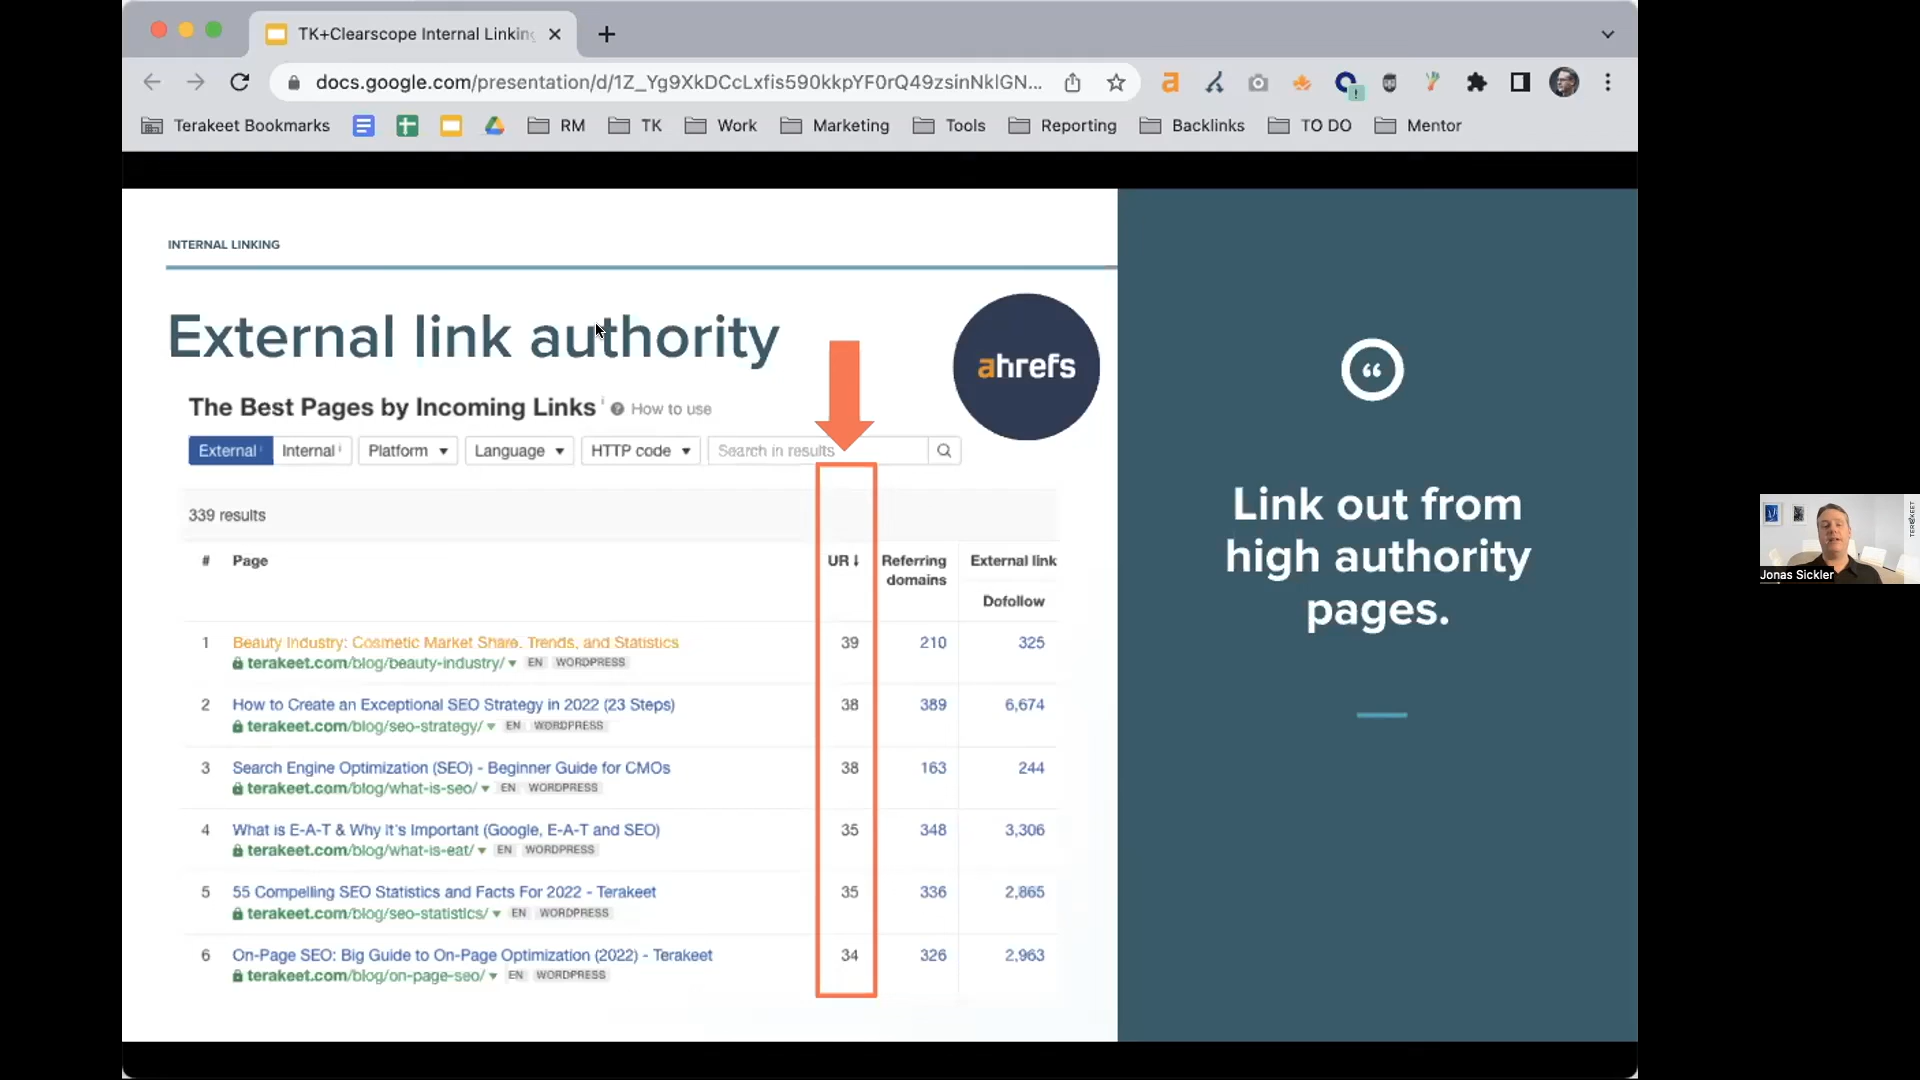 TK+Clearscope Internal Linkin
docs.google.com/presentation/d/1Z_Yg9XkDCcLxfis590kkpYF0rQ49zsinNklGN...
Terakeet Bookmarks RM TK Work Marketing Tools Reporting Backlinks TO DO Mentor
INTERNAL LINKING
External link authority
ahrefs
The Best Pages by Incoming Links i ? How to use
External i Internal i Platform Language HTTP code Search in results
339 results
# Page UR↓ Referring domains External link
Dofollow
1 Beauty Industry: Cosmetic Market Share, Trends, and Statistics 39 210 325
terakeet.com/blog/beauty-industry/ EN WORDPRESS
2 How to Create an Exceptional SEO Strategy in 2022 (23 Steps) 38 389 6,674
terakeet.com/blog/seo-strategy/ EN WORDPRESS
3 Search Engine Optimization (SEO) - Beginner Guide for CMOs 38 163 244
terakeet.com/blog/what-is-seo/ EN WORDPRESS
4 What is E-A-T & Why it's Important (Google, E-A-T and SEO) 35 348 3,306
terakeet.com/blog/what-is-eat/ EN WORDPRESS
5 55 Compelling SEO Statistics and Facts For 2022 - Terakeet 35 336 2,865
terakeet.com/blog/seo-statistics/ EN WORDPRESS
6 On-Page SEO: Big Guide to On-Page Optimization (2022) - Terakeet 34 326 2,963
terakeet.com/blog/on-page-seo/ EN WORDPRESS
“
Link out from
high authority
pages.
TERAKEET
Jonas Sickler